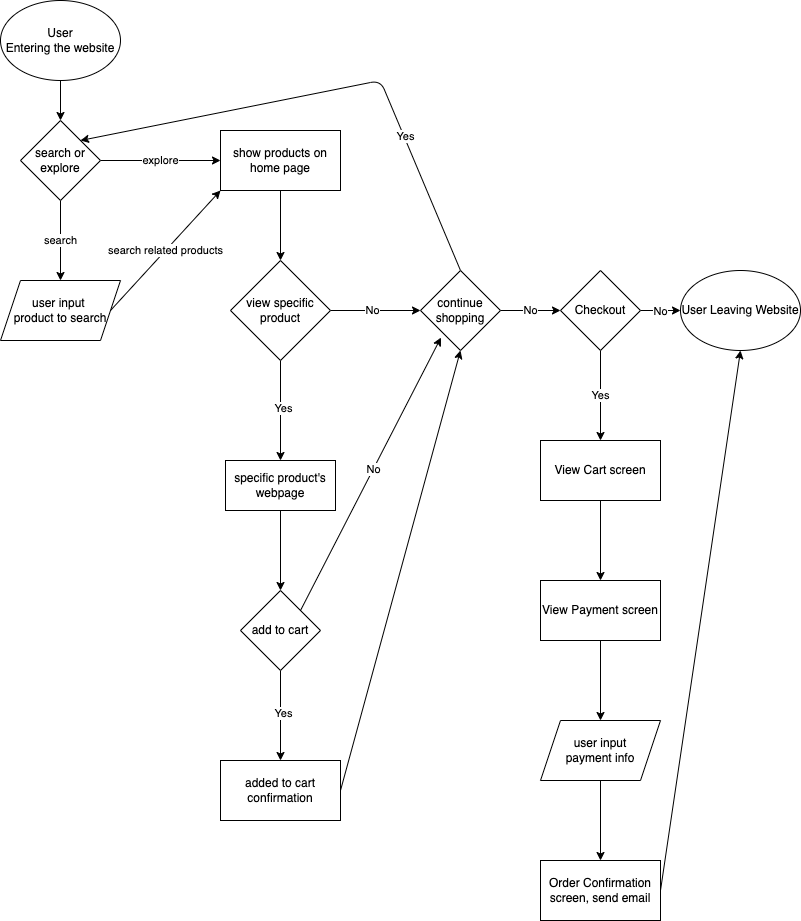 User
Entering the website
Yes
search or
explore
explore
show products on
home page
search
search related products
user input
product to search
view specific
product
No
continue
shopping
No
Checkout
No
User Leaving Website
Yes
Yes
specific product's
webpage
No
View Cart screen
add to cart
View Payment screen
Yes
user input
payment info
added to cart
confirmation
Order Confirmation
screen, send email